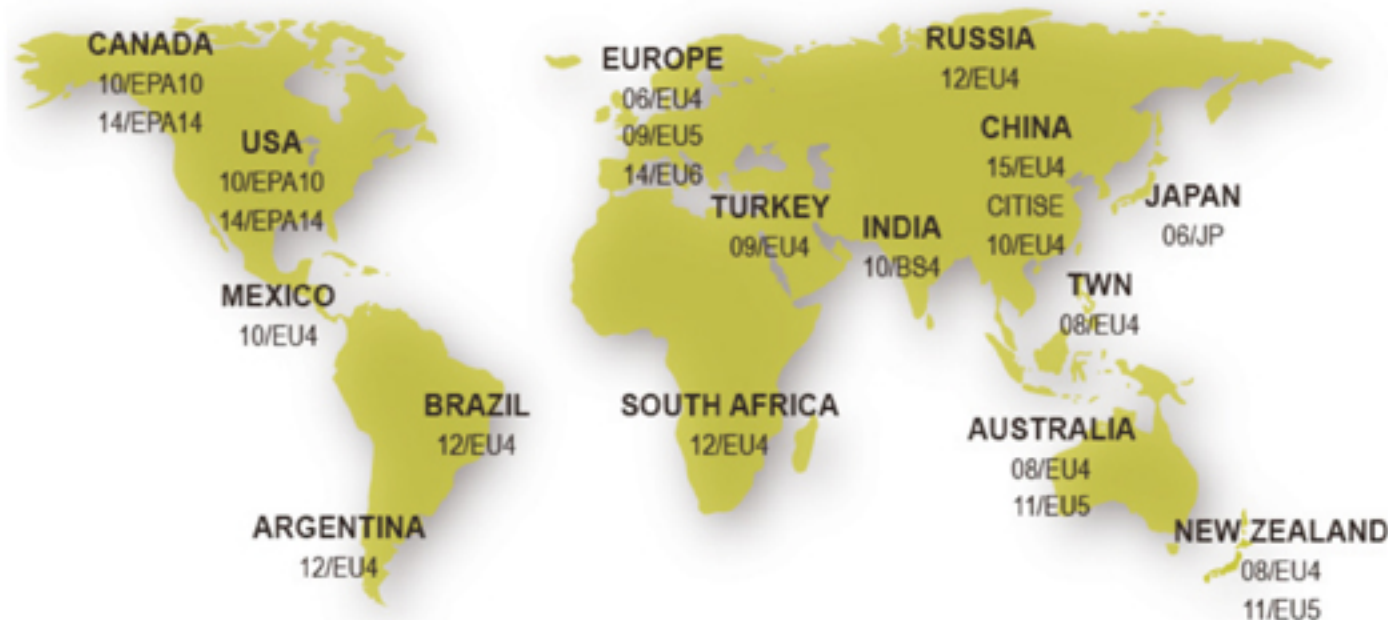 CANADA
10/EPA10
14/EPA14
USA
10/EPA10
14/EPA14
MEXICO
10/EU4
BRAZIL
12/EU4
ARGENTINA
12/EU4
EUROPE
06/EU4
09/EU5
14/EU6
TURKEY
09/EU4
SOUTH AFRICA
12/EU4
RUSSIA
12/EU4
CHINA
15/EU4
CITISE
10/EU4
INDIA
10/BS4
JAPAN
06/JP
TWN
08/EU4
AUSTRALIA
08/EU4
11/EU5
NEW ZEALAND
08/EU4
11/EU5